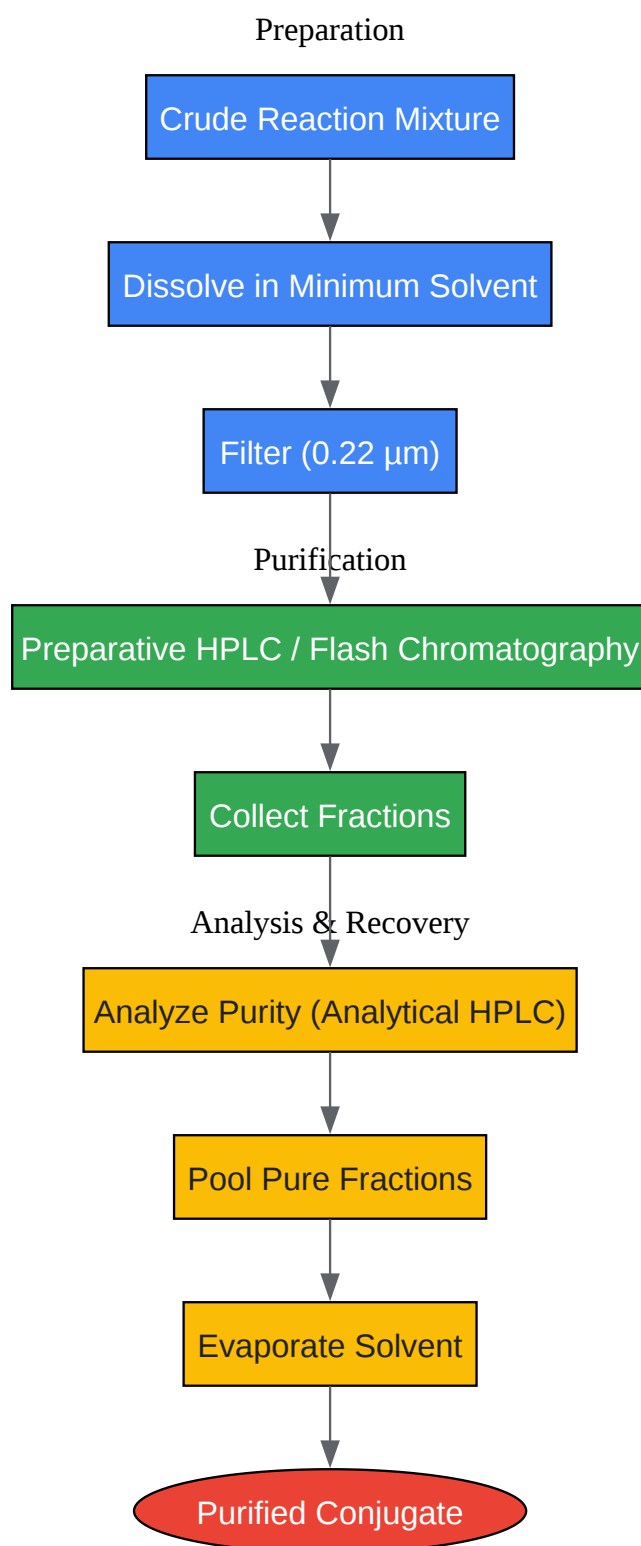 Preparation
Crude Reaction Mixture
Dissolve in Minimum Solvent
Filter (0.22 µm)
Purification
Preparative HPLC / Flash Chromatography
Collect Fractions
Analysis & Recovery
Analyze Purity (Analytical HPLC)
Pool Pure Fractions
Evaporate Solvent
Purified Conjugate